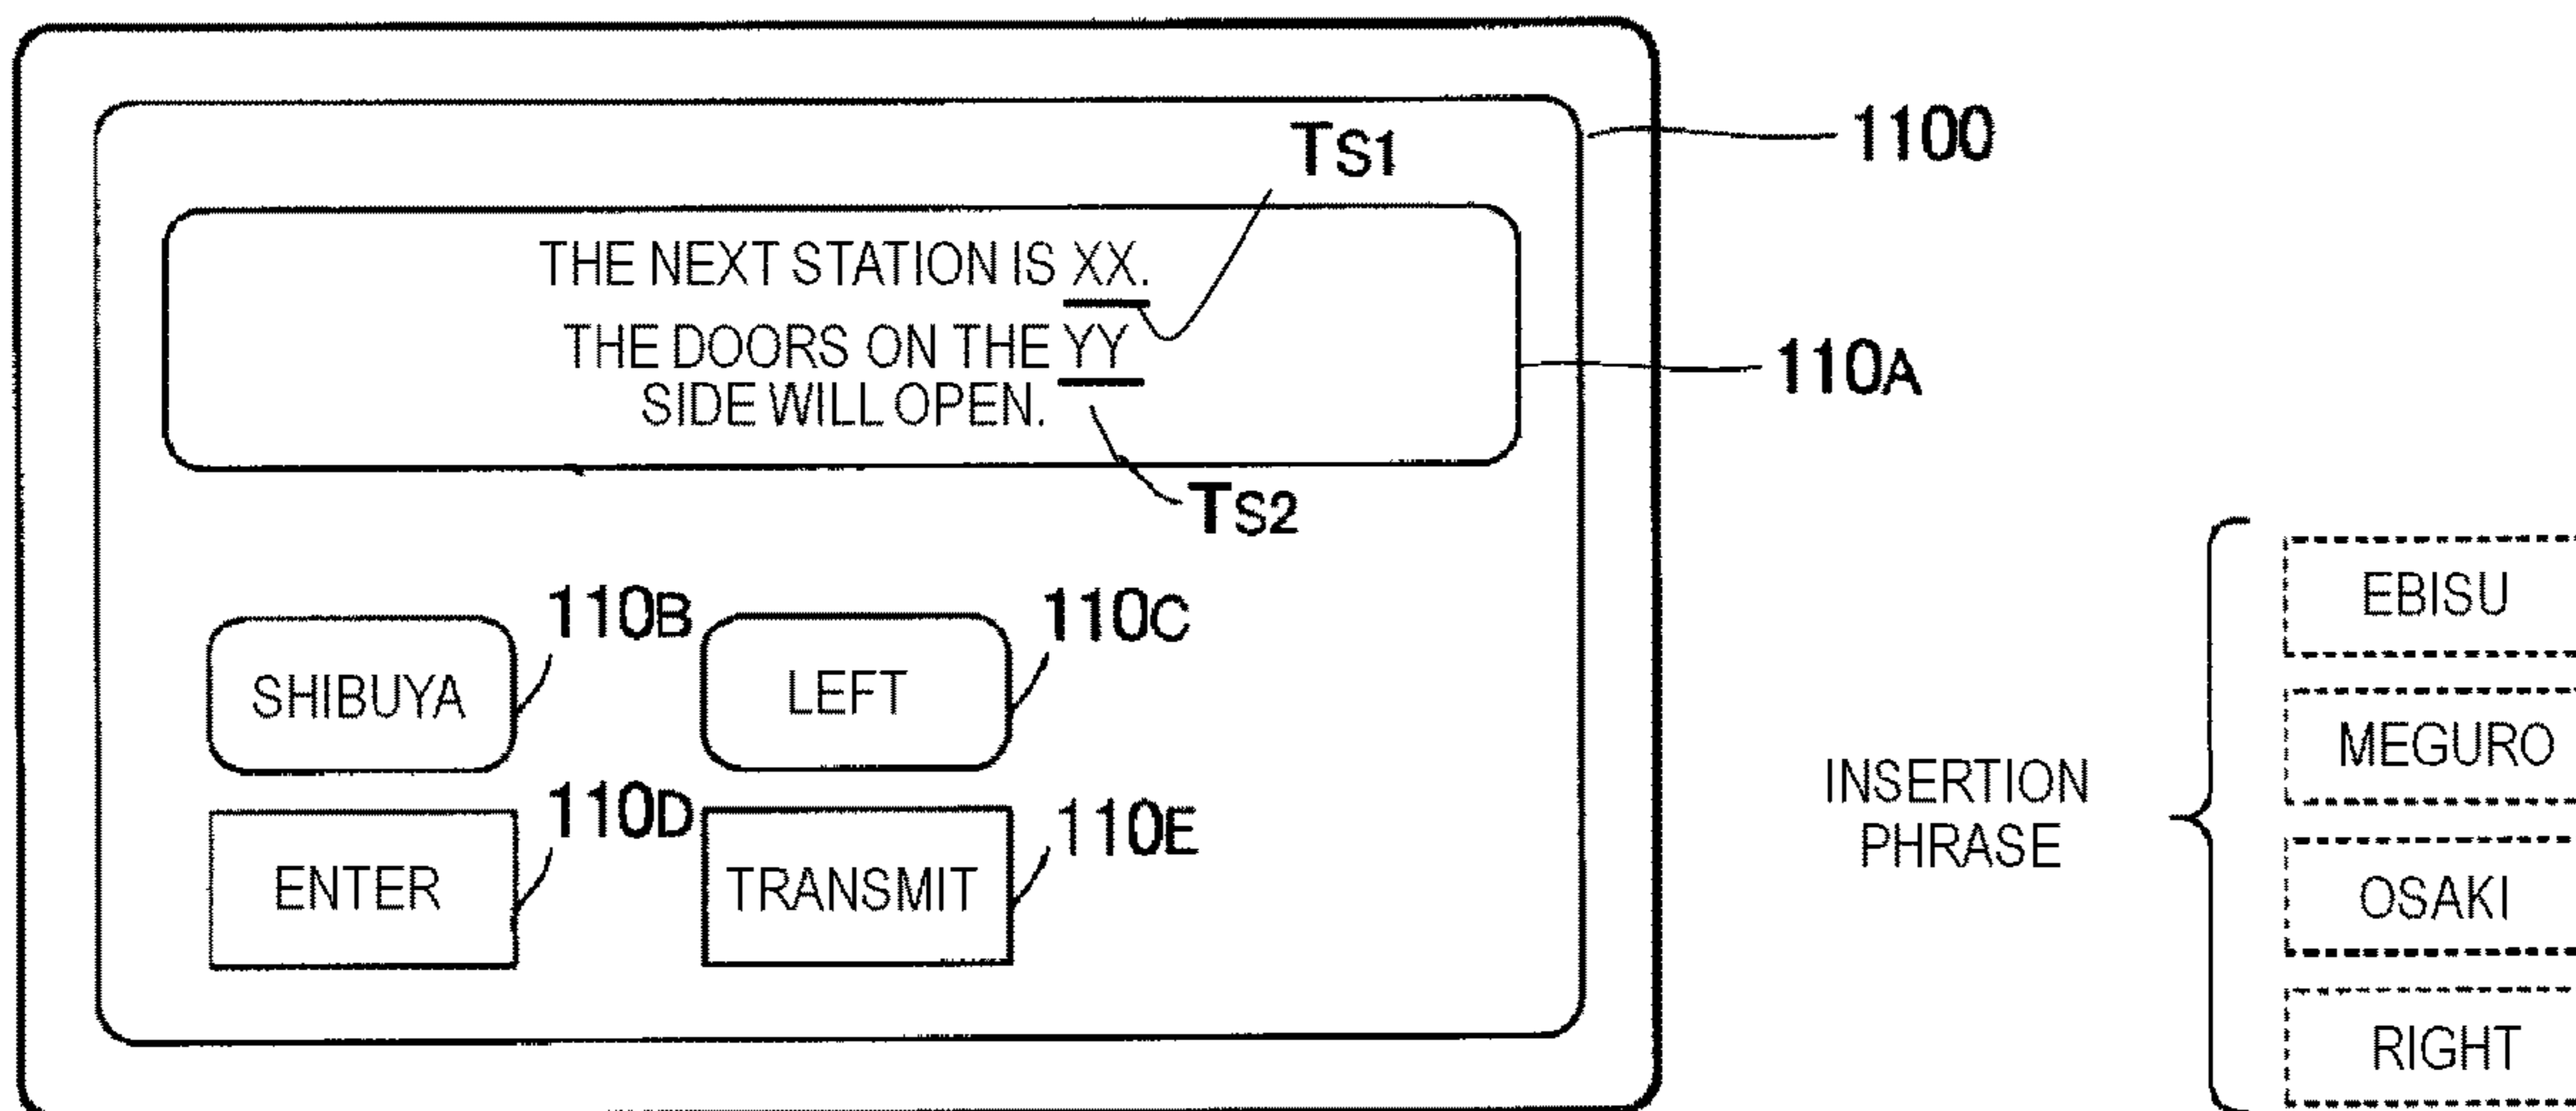 1100
TS1
THE NEXT STATION IS XX.
THE DOORS ON THE YY
SIDE WILL OPEN.
110A
TS2
110B
110C
SHIBUYA
LEFT
110D
110E
ENTER
TRANSMIT
INSERTION
PHRASE
EBISU
MEGURO
OSAKI
RIGHT